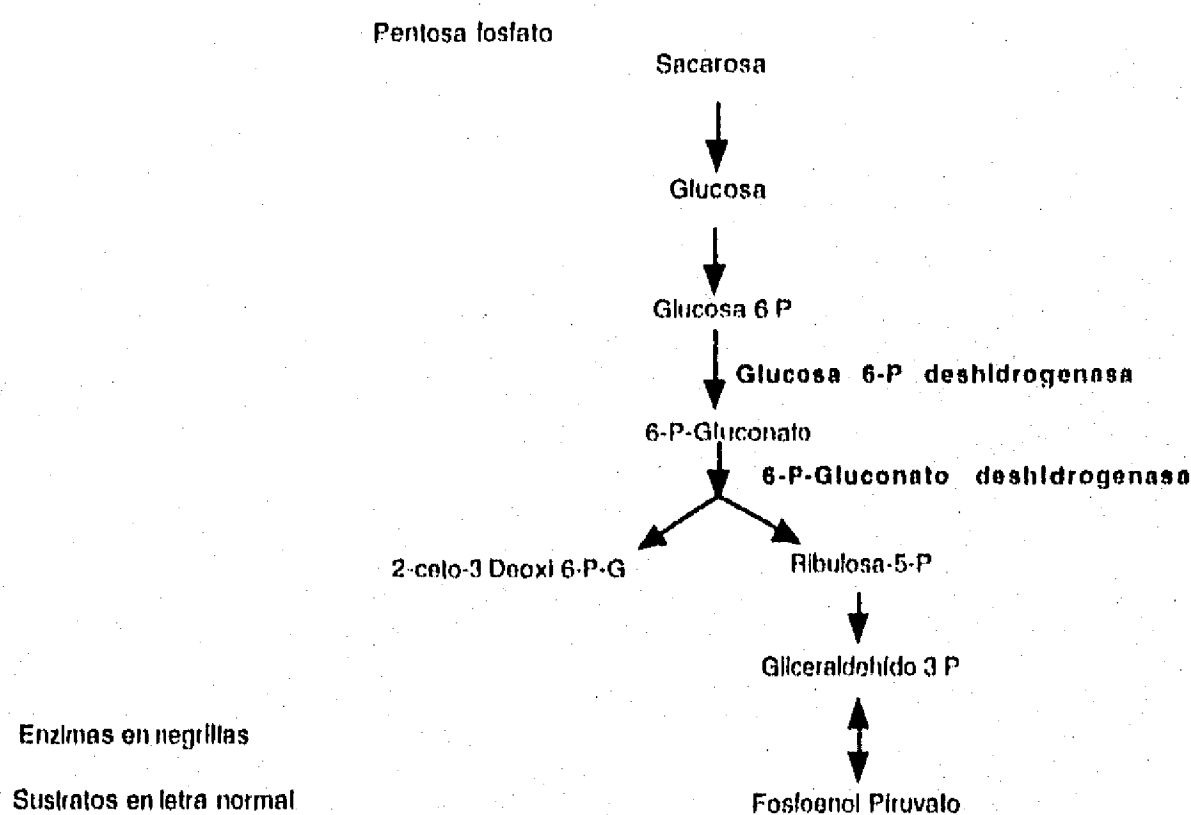 Pentosa fosfato
Sacarosa
Glucosa
Glucosa 6 P
Glucosa 6-P deshidrogenasa
6-P-Gluconato
6-P-Gluconato deshidrogenasa
2-ceto-3 Deoxi 6-P-G
Ribulosa-5-P
Gliceraldehído 3 P
Enzimas en negrillas
Sustratos en letra normal
Fosfoenol Piruvato